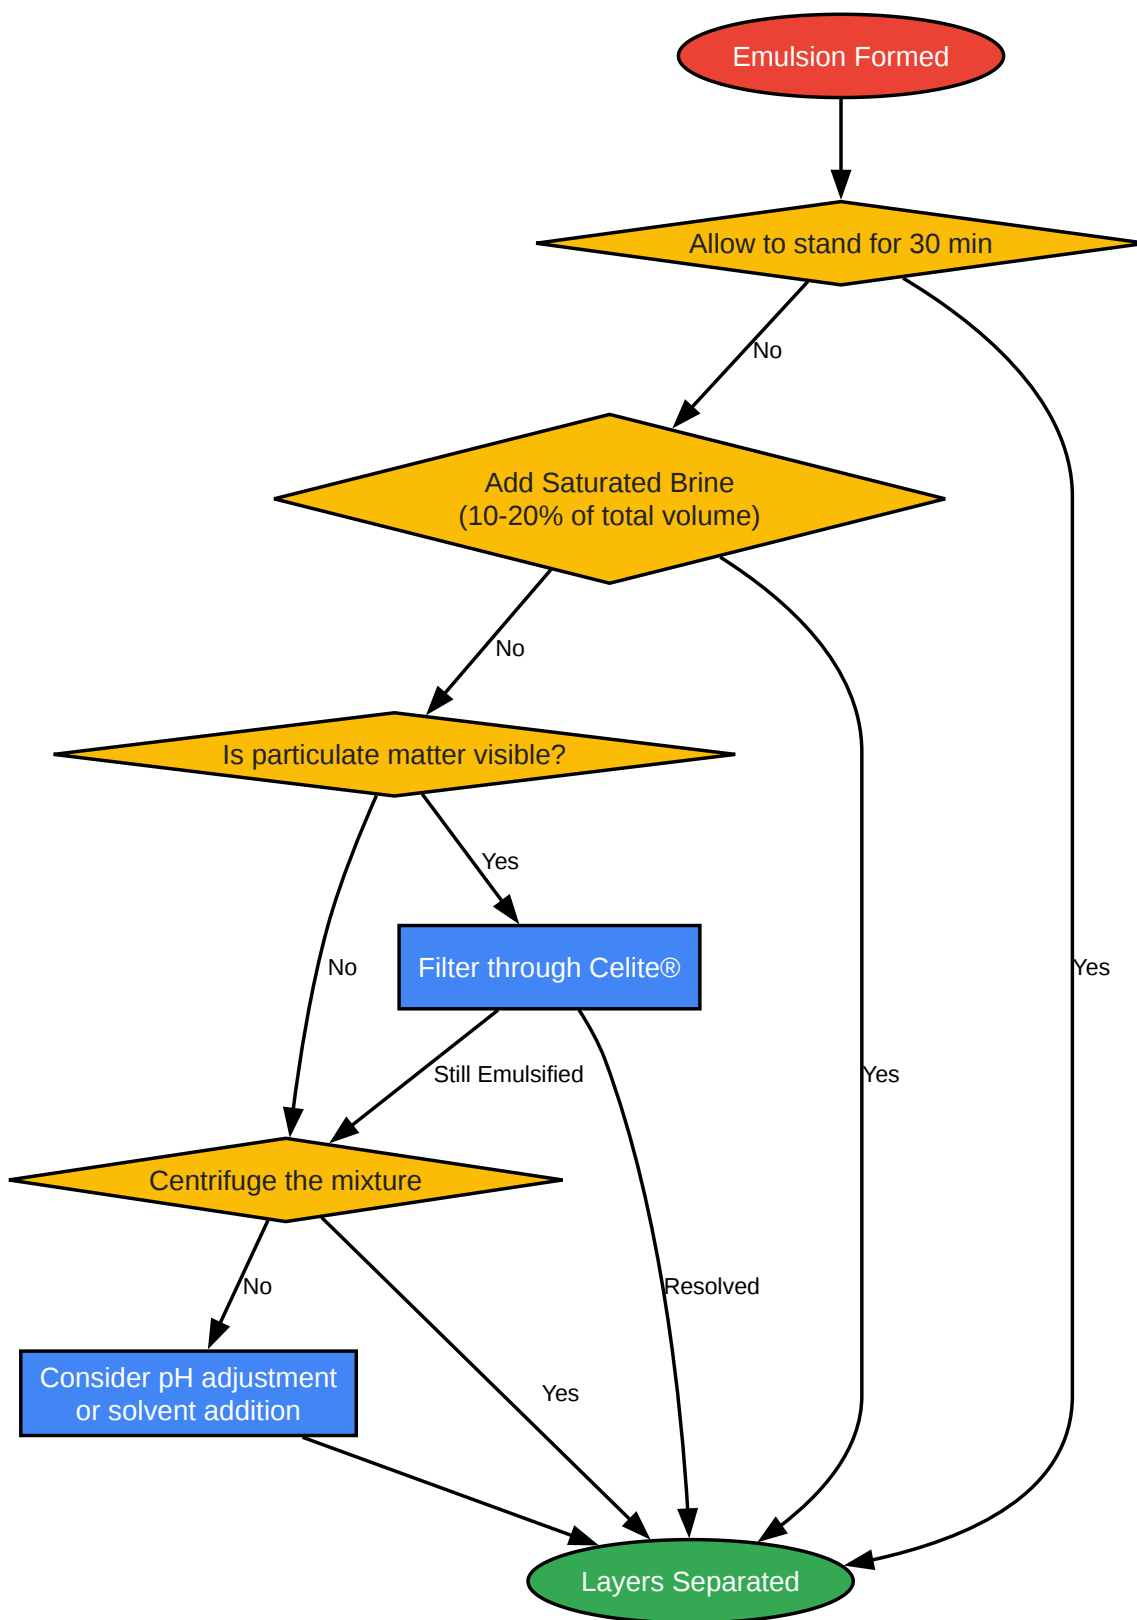 Emulsion Formed
Allow to stand for 30 min
No
Add Saturated Brine
(10-20% of total volume)
No
Is particulate matter visible?
Yes
Filter through Celite®
No
Yes
Still Emulsified
Yes
Centrifuge the mixture
No
Resolved
Consider pH adjustment
or solvent addition
Yes
Layers Separated